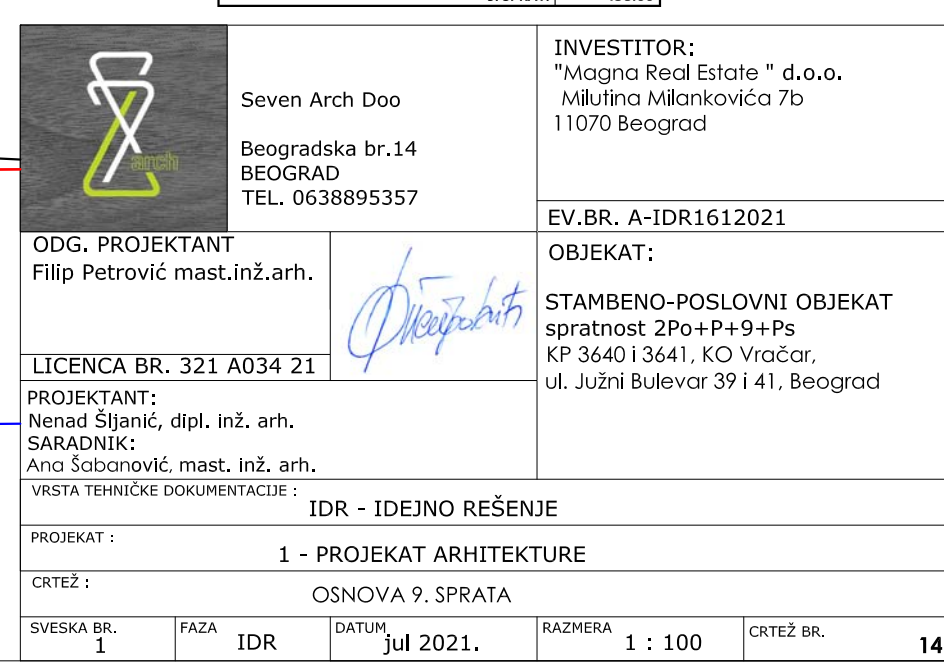 arch
Seven Arch Doo
Beogradska br.14
BEOGRAD
TEL. 0638895357
INVESTITOR:
"Magna Real Estate " d.o.o.
Milutina Milankovića 7b
11070 Beograd
EV.BR. A-IDR1612021
ODG. PROJEKTANT
Filip Petrović mast.inž.arh.
LICENCA BR. 321 A034 21
OBJEKAT:
STAMBENO-POSLOVNI OBJEKAT
spratnost 2Po+P+9+Ps
KP 3640 i 3641, KO Vračar,
ul. Južni Bulevar 39 i 41, Beograd
PROJEKTANT:
Nenad Šljanić, dipl. inž. arh.
SARADNIK:
Ana Šabanović, mast. inž. arh.
VRSTA TEHNIČKE DOKUMENTACIJE :
IDR - IDEJNO REŠENJE
PROJEKAT :
1 - PROJEKAT ARHITEKTURE
CRTEŽ :
OSNOVA 9. SPRATA
SVESKA BR.
1
FAZA
IDR
DATUM
jul 2021.
RAZMERA
1 : 100
CRTEŽ BR.
14